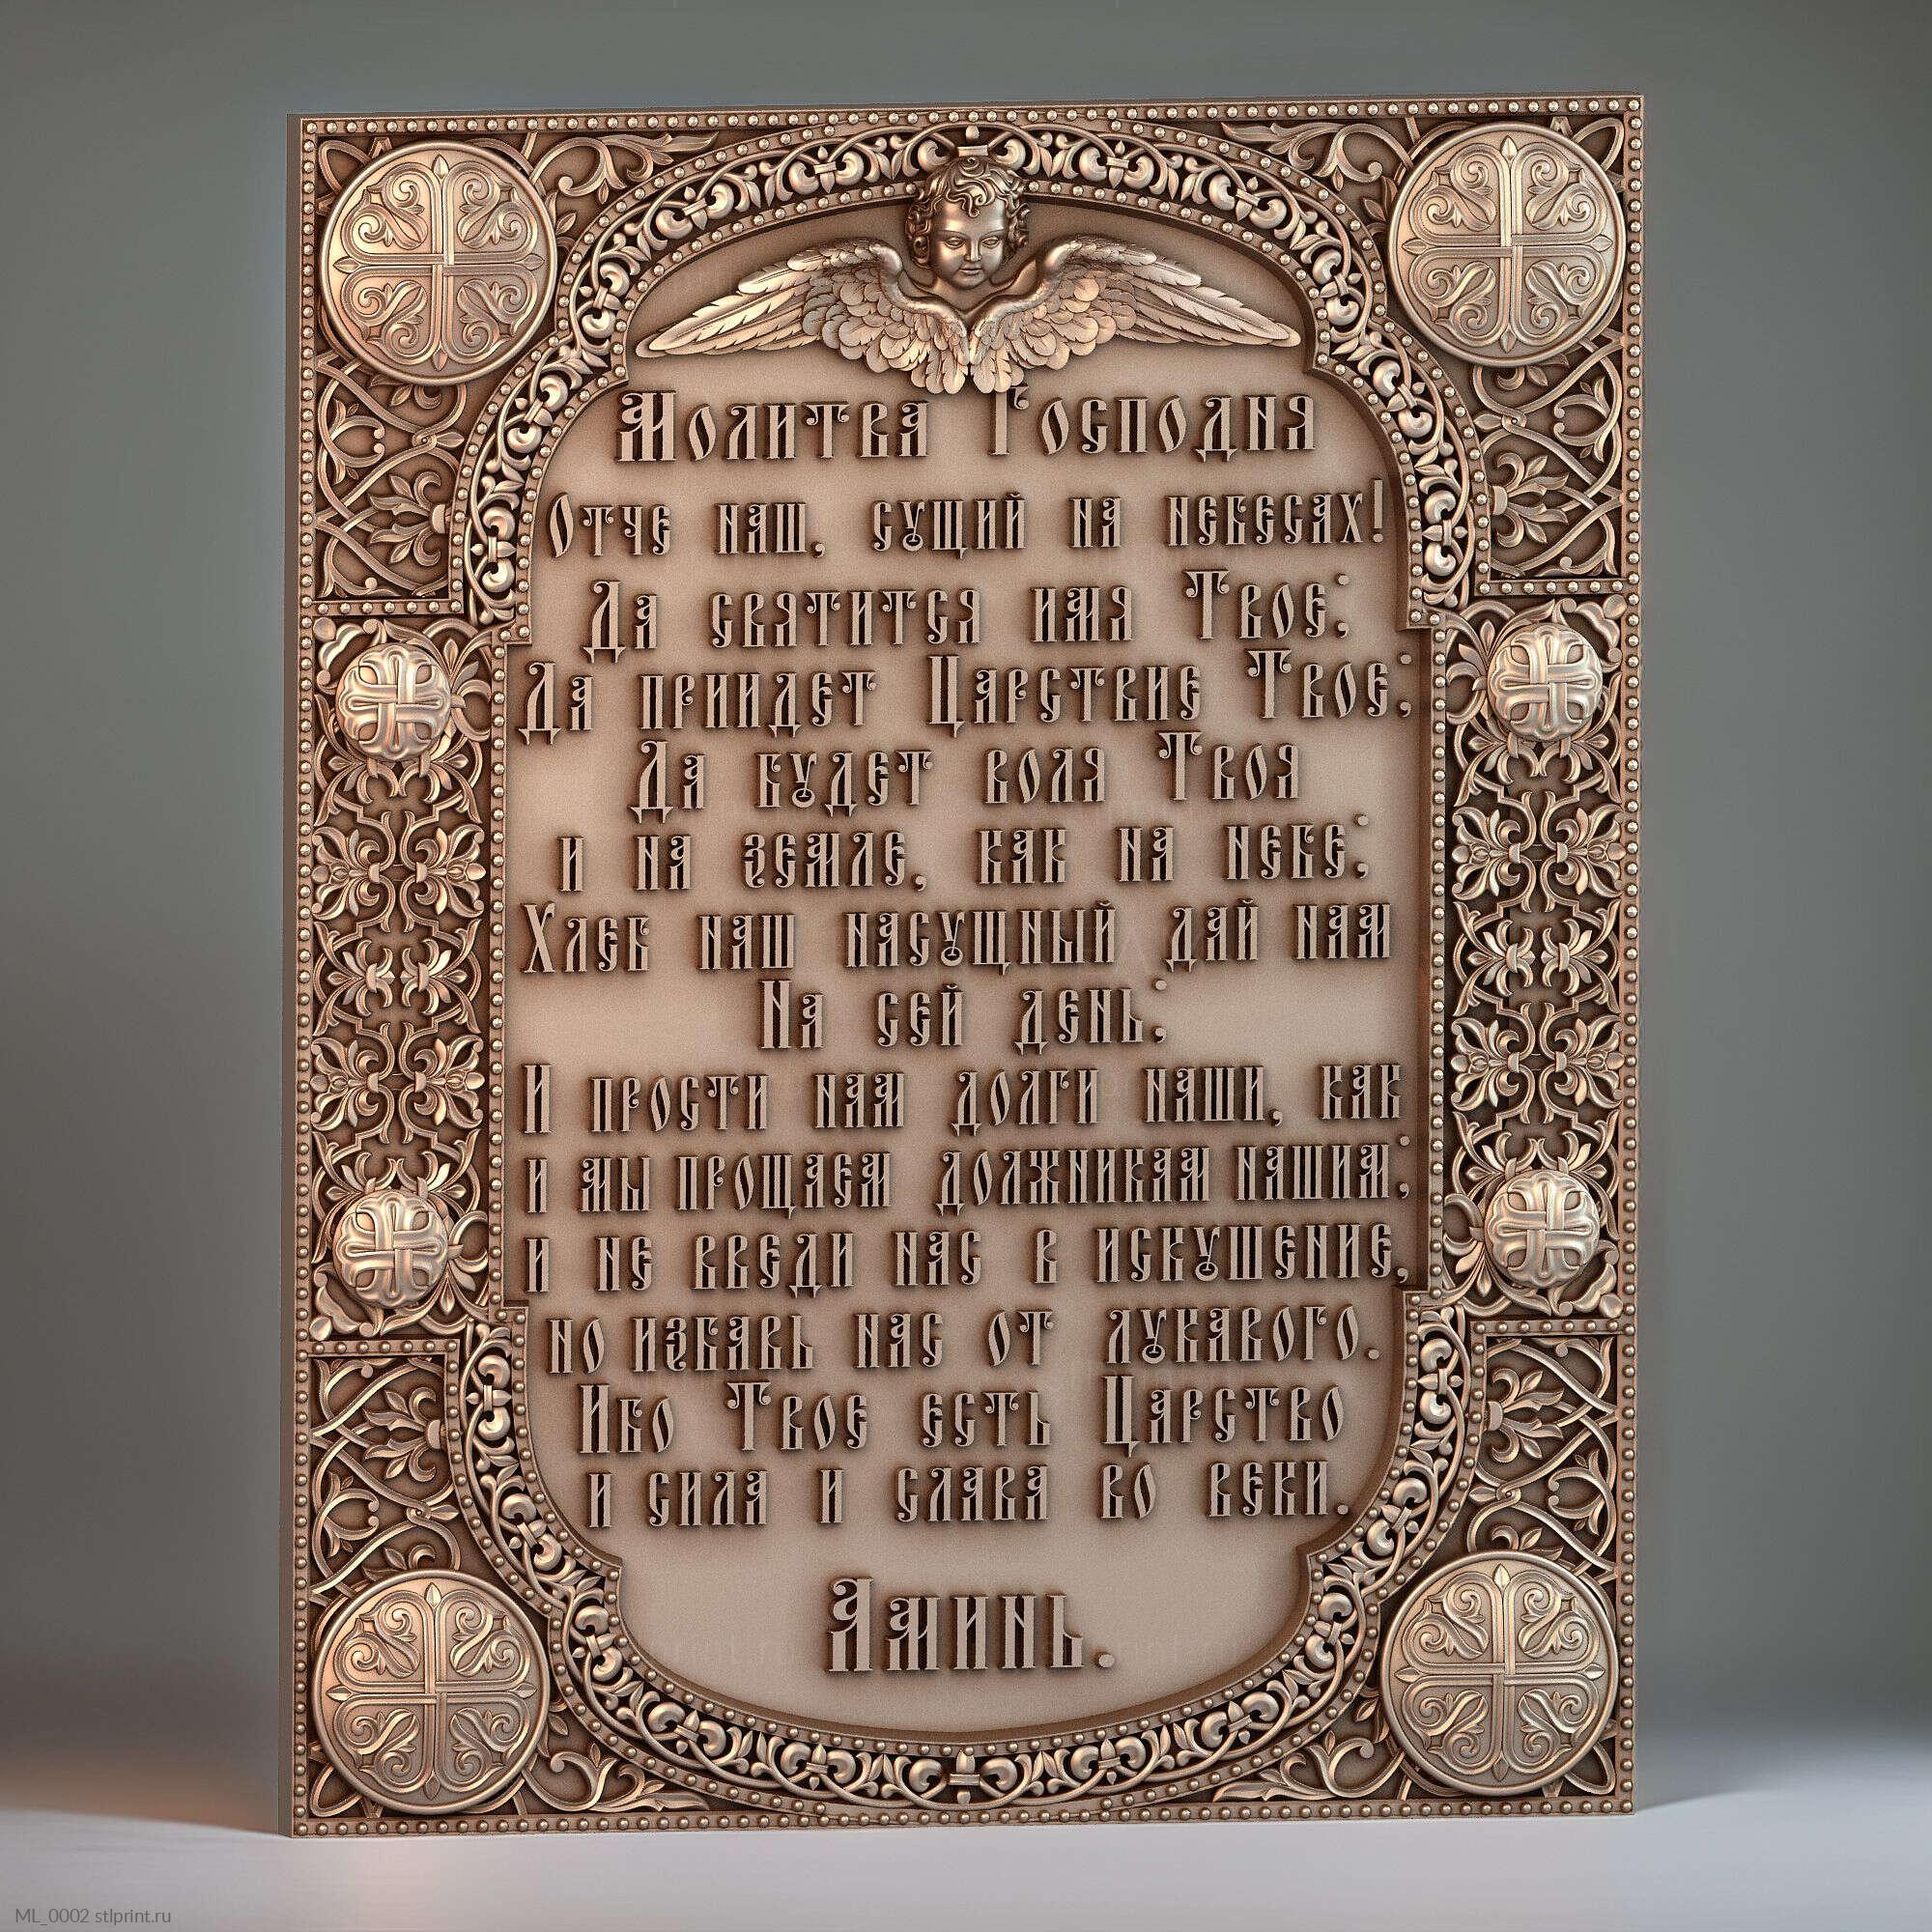 Молитва Господня
Отче наш, сущий на небесах!
Да святится имя Твое;
Да приидет Царствие Твое;
Да будет воля Твоя
и на земле, как на небе;
Хлеб наш насущный дай нам
На сей день;
И прости нам долги наши, как
и мы прощаем должникам нашим;
и не введи нас в искушение,
но избавь нас от лукавого.
Ибо Твое есть Царство
и сила и слава во веки.
Аминь.
ML_0002 stlprint.ru